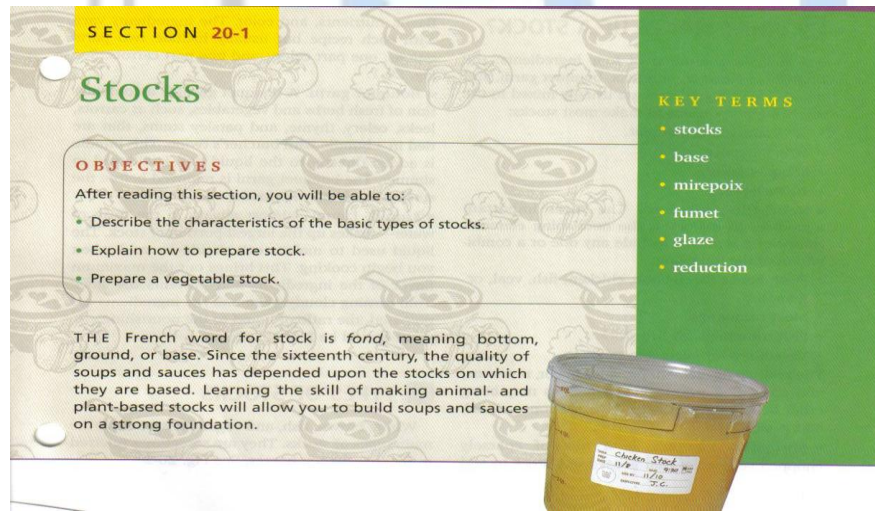 SECTION 20-1
Stocks
OBJECTIVES
After reading this section, you will be able to:
• Describe the characteristics of the basic types of stocks.
• Explain how to prepare stock.
• Prepare a vegetable stock.
THE French word for stock is fond, meaning bottom,
ground, or base. Since the sixteenth century, the quality of
soups and sauces has depended upon the stocks on which
they are based. Learning the skill of making animal- and
plant-based stocks will allow you to build soups and sauces
on a strong foundation.
KEY TERMS
• stocks
• base
• mirepoix
• fumet
• glaze
• reduction
Chicken Stock
11/8
11/10
J.C.